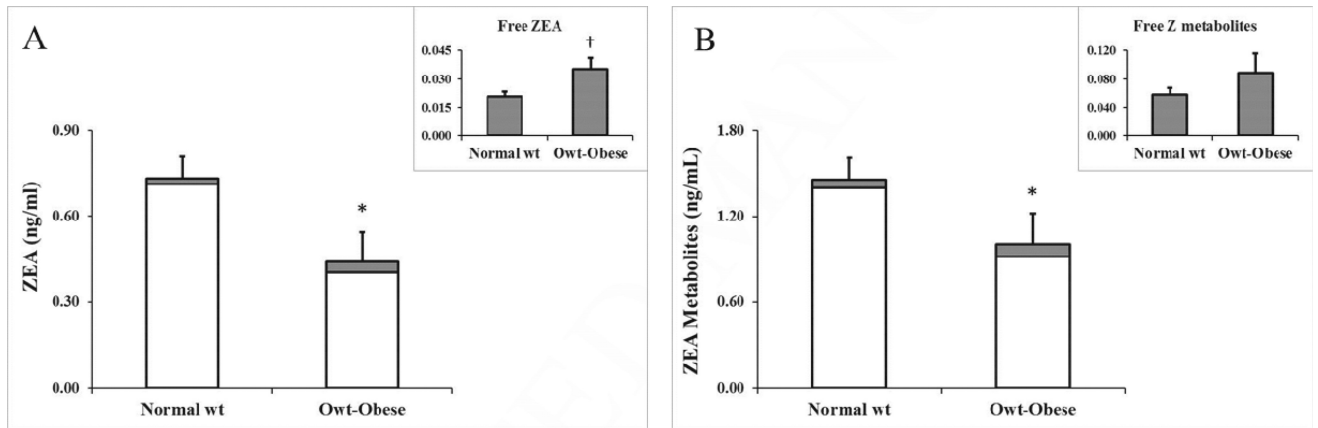 A
Free ZEA
†
0.045
0.030
0.015
0.000
Normal wt Owt-Obese
ZEA (ng/ml)
0.90
0.60
0.30
0.00
*
Normal wt Owt-Obese
B
Free Z metabolites
0.120
0.080
0.040
0.000
Normal wt Owt-Obese
ZEA Metabolites (ng/mL)
1.80
1.20
0.60
0.00
*
Normal wt Owt-Obese